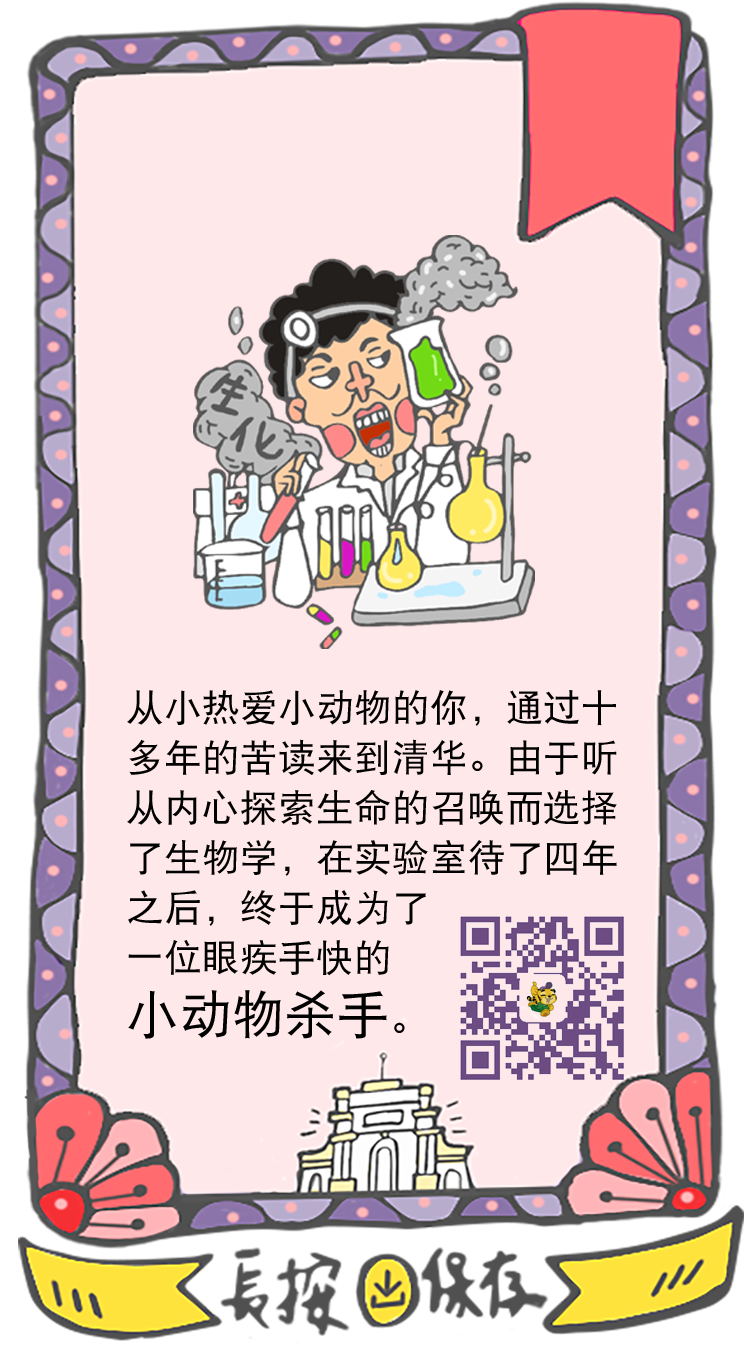 生化
从小热爱小动物的你，通过十
多年的苦读来到清华。由于听
从内心探索生命的召唤而选择
了生物学，在实验室待了四年
之后，终于成为了
一位眼疾手快的
小动物杀手。
長按保存